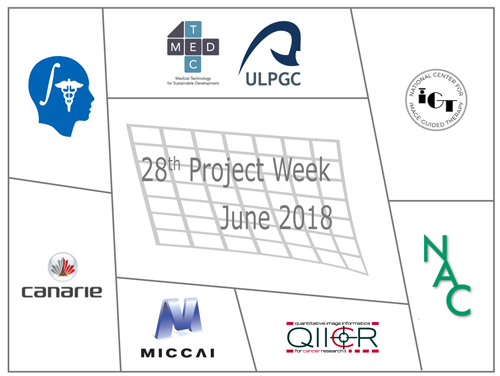 TEC
MED
Medical Technology
for Sustainable Development
ULPGC
NATIONAL CENTER FOR
IMAGE-GUIDED THERAPY
IGT
28th Project Week
June 2018
canarie
NAC
MICCAI
quantitative image informatics
QIICR
for cancer research